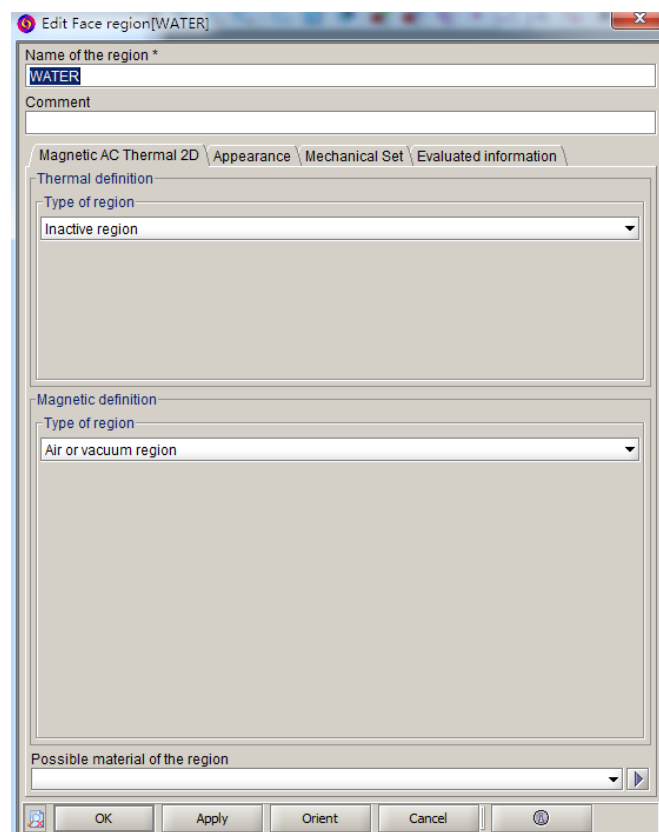 Edit Face region[WATER]
Name of the region *
WATER
Comment
Magnetic AC Thermal 2D Appearance Mechanical Set Evaluated information
Thermal definition
Type of region
Inactive region
Magnetic definition
Type of region
Air or vacuum region
Possible material of the region
OK Apply Orient Cancel